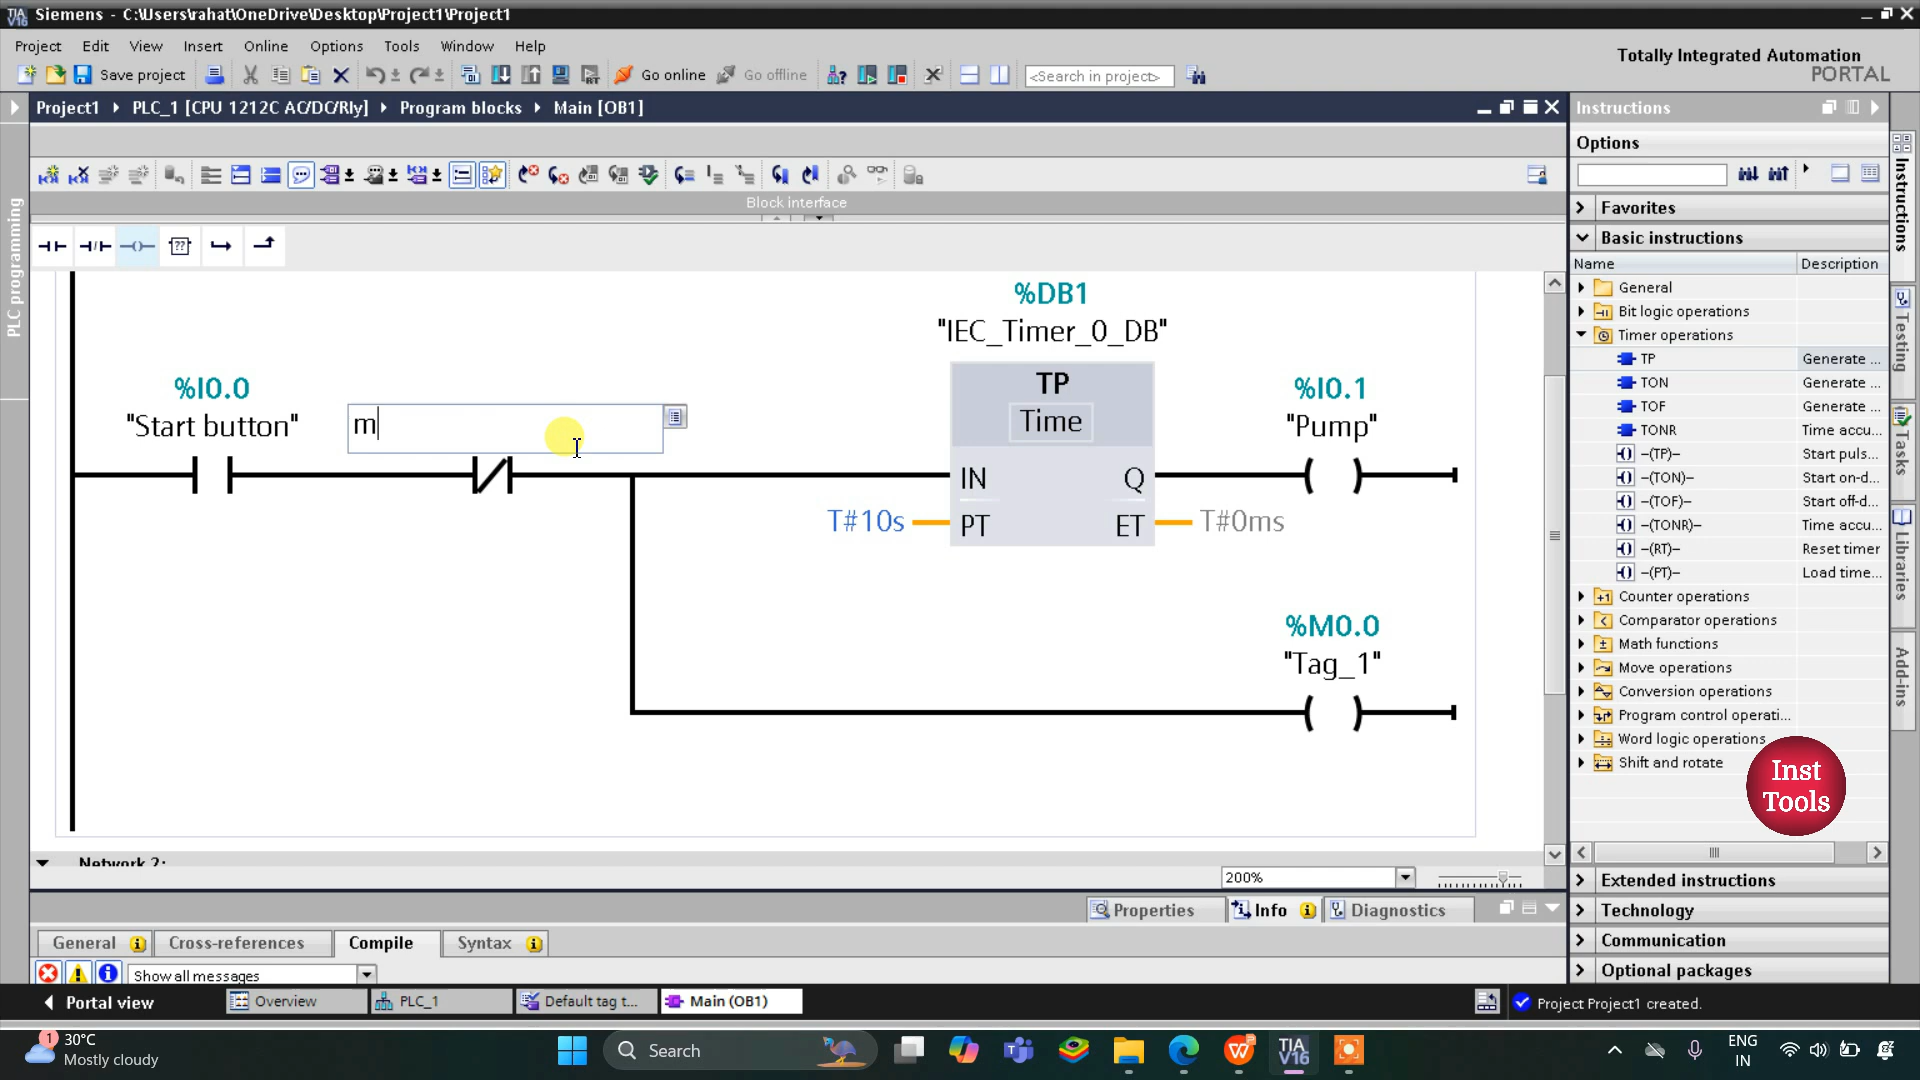 Siemens - C:\Users\rahat\OneDrive\Desktop\Project1\Project1
Project Edit View Insert Online Options Tools Window Help
Totally Integrated Automation
PORTAL
Save project
Go online
Go offline
<Search in project>
Project1 PLC_1 [CPU 1212C AC/DC/Rly] Program blocks Main [OB1]
Instructions
Options
Block interface
Favorites
Basic instructions
Name Description
General
Bit logic operations
Timer operations
TP Generate ...
TON Generate ...
TOF Generate ...
TONR Time accu...
-(TP)- Start puls...
-(TON)- Start on-d...
-(TOF)- Start off-d...
-(TONR)- Time accu...
-(RT)- Reset timer
-(PT)- Load time...
Counter operations
Comparator operations
Math functions
Move operations
Conversion operations
Program control operati...
Word logic operations
Shift and rotate
Extended instructions
Technology
Communication
Optional packages
Instructions
Testing
Tasks
Libraries
Add-ins
PLC programming
??
%DB1
"IEC_Timer_0_DB"
TP
Time
IN Q
PT ET
T#10s
T#0ms
%I0.0
"Start button"
m
%I0.1
"Pump"
%M0.0
"Tag_1"
Inst
Tools
Network 2:
200%
Properties Info Diagnostics
General Cross-references Compile Syntax
Show all messages
Portal view Overview PLC_1 Default tag t... Main (OB1)
Project Project1 created.
1
30°C
Mostly cloudy
Search
TIA
V16
ENG
IN